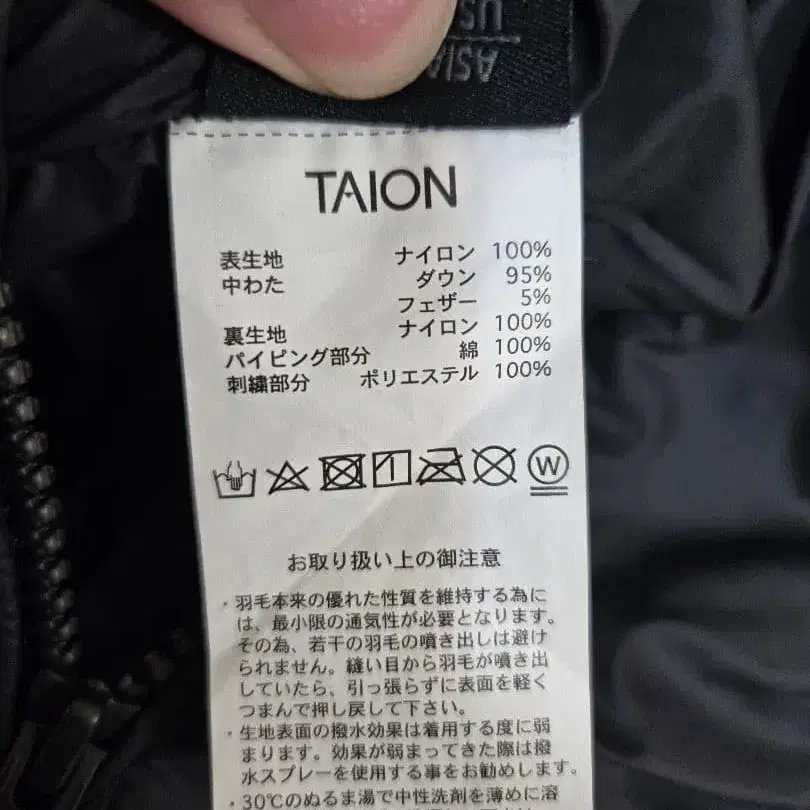 US
ASIA
TAION
表生地 ナイロン 100%
中わた ダウン 95%
フェザー 5%
裏生地 ナイロン 100%
パイピング部分 綿 100%
刺繍部分 ポリエステル 100%
W
お取り扱い上の御注意
・羽毛本来の優れた性質を維持する為に
は、最小限の通気性が必要となります。
その為、若干の羽毛の噴き出しは避け
られません。縫い目から羽毛が噴き出
していたら、引っ張らずに表面を軽く
つまんで押し戻して下さい。
・生地表面の撥水効果は着用する度に弱
まります。効果が弱まってきた際は撥
水スプレーを使用する事をお勧めします。
・30℃のぬるま湯で中性洗剤を薄めに溶